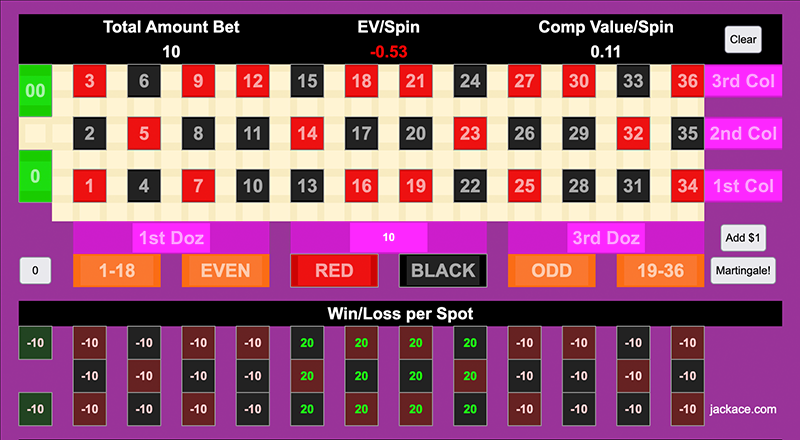 Total Amount Bet EV/Spin Comp Value/Spin Clear
10 -0.53 0.11
00 3 6 9 12 15 18 21 24 27 30 33 36 3rd Col
2 5 8 11 14 17 20 23 26 29 32 35 2nd Col
0 1 4 7 10 13 16 19 22 25 28 31 34 1st Col
1st Doz 10 3rd Doz Add $1
0 1-18 EVEN RED BLACK ODD 19-36 Martingale!
Win/Loss per Spot
-10 -10 -10 -10 -10 20 20 20 20 -10 -10 -10 -10
-10 -10 -10 -10 20 20 20 20 -10 -10 -10 -10
-10 -10 -10 -10 -10 20 20 20 20 -10 -10 -10 -10 jackace.com